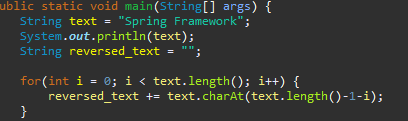 ublic static void main(String[] args) {
String text = "Spring Framework";
System.out.println(text);
String reversed_text = "";
for(int i = 0; i < text.length(); i++) {
reversed_text += text.charAt(text.length()-1-i);
}